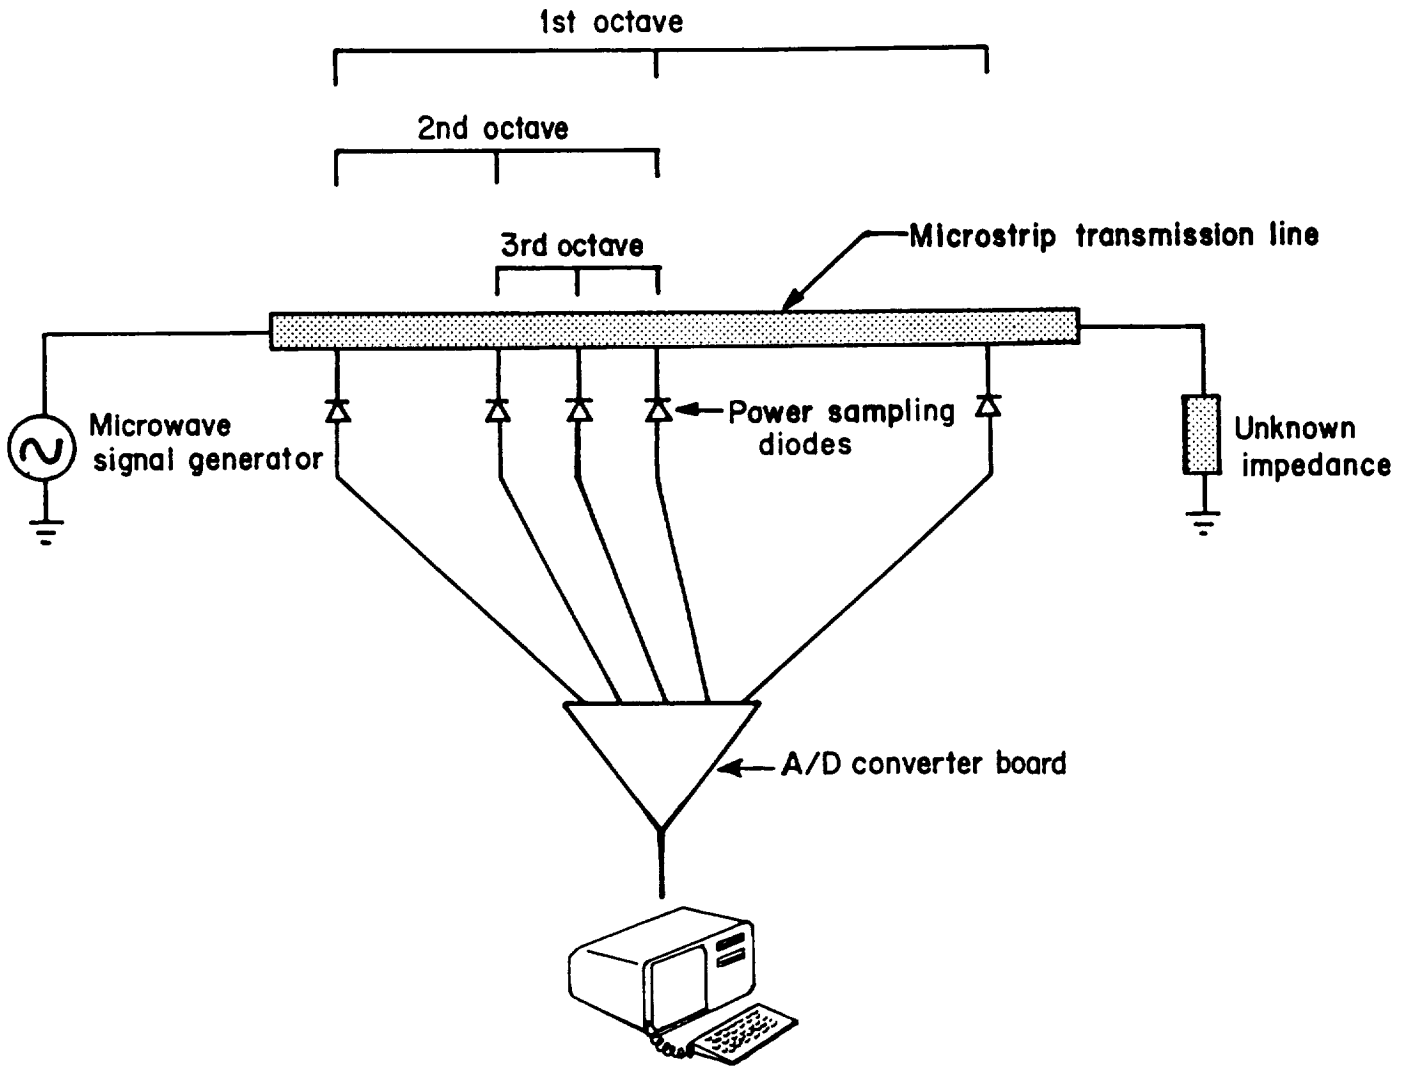 1st octave
2nd octave
3rd octave
Microstrip transmission line
Microwave
signal generator
Power sampling
diodes
Unknown
impedance
A/D converter board